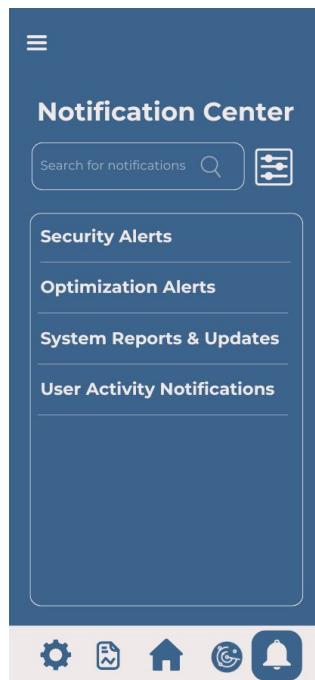 Notification Center
Search for notifications
Security Alerts
Optimization Alerts
System Reports & Updates
User Activity Notifications